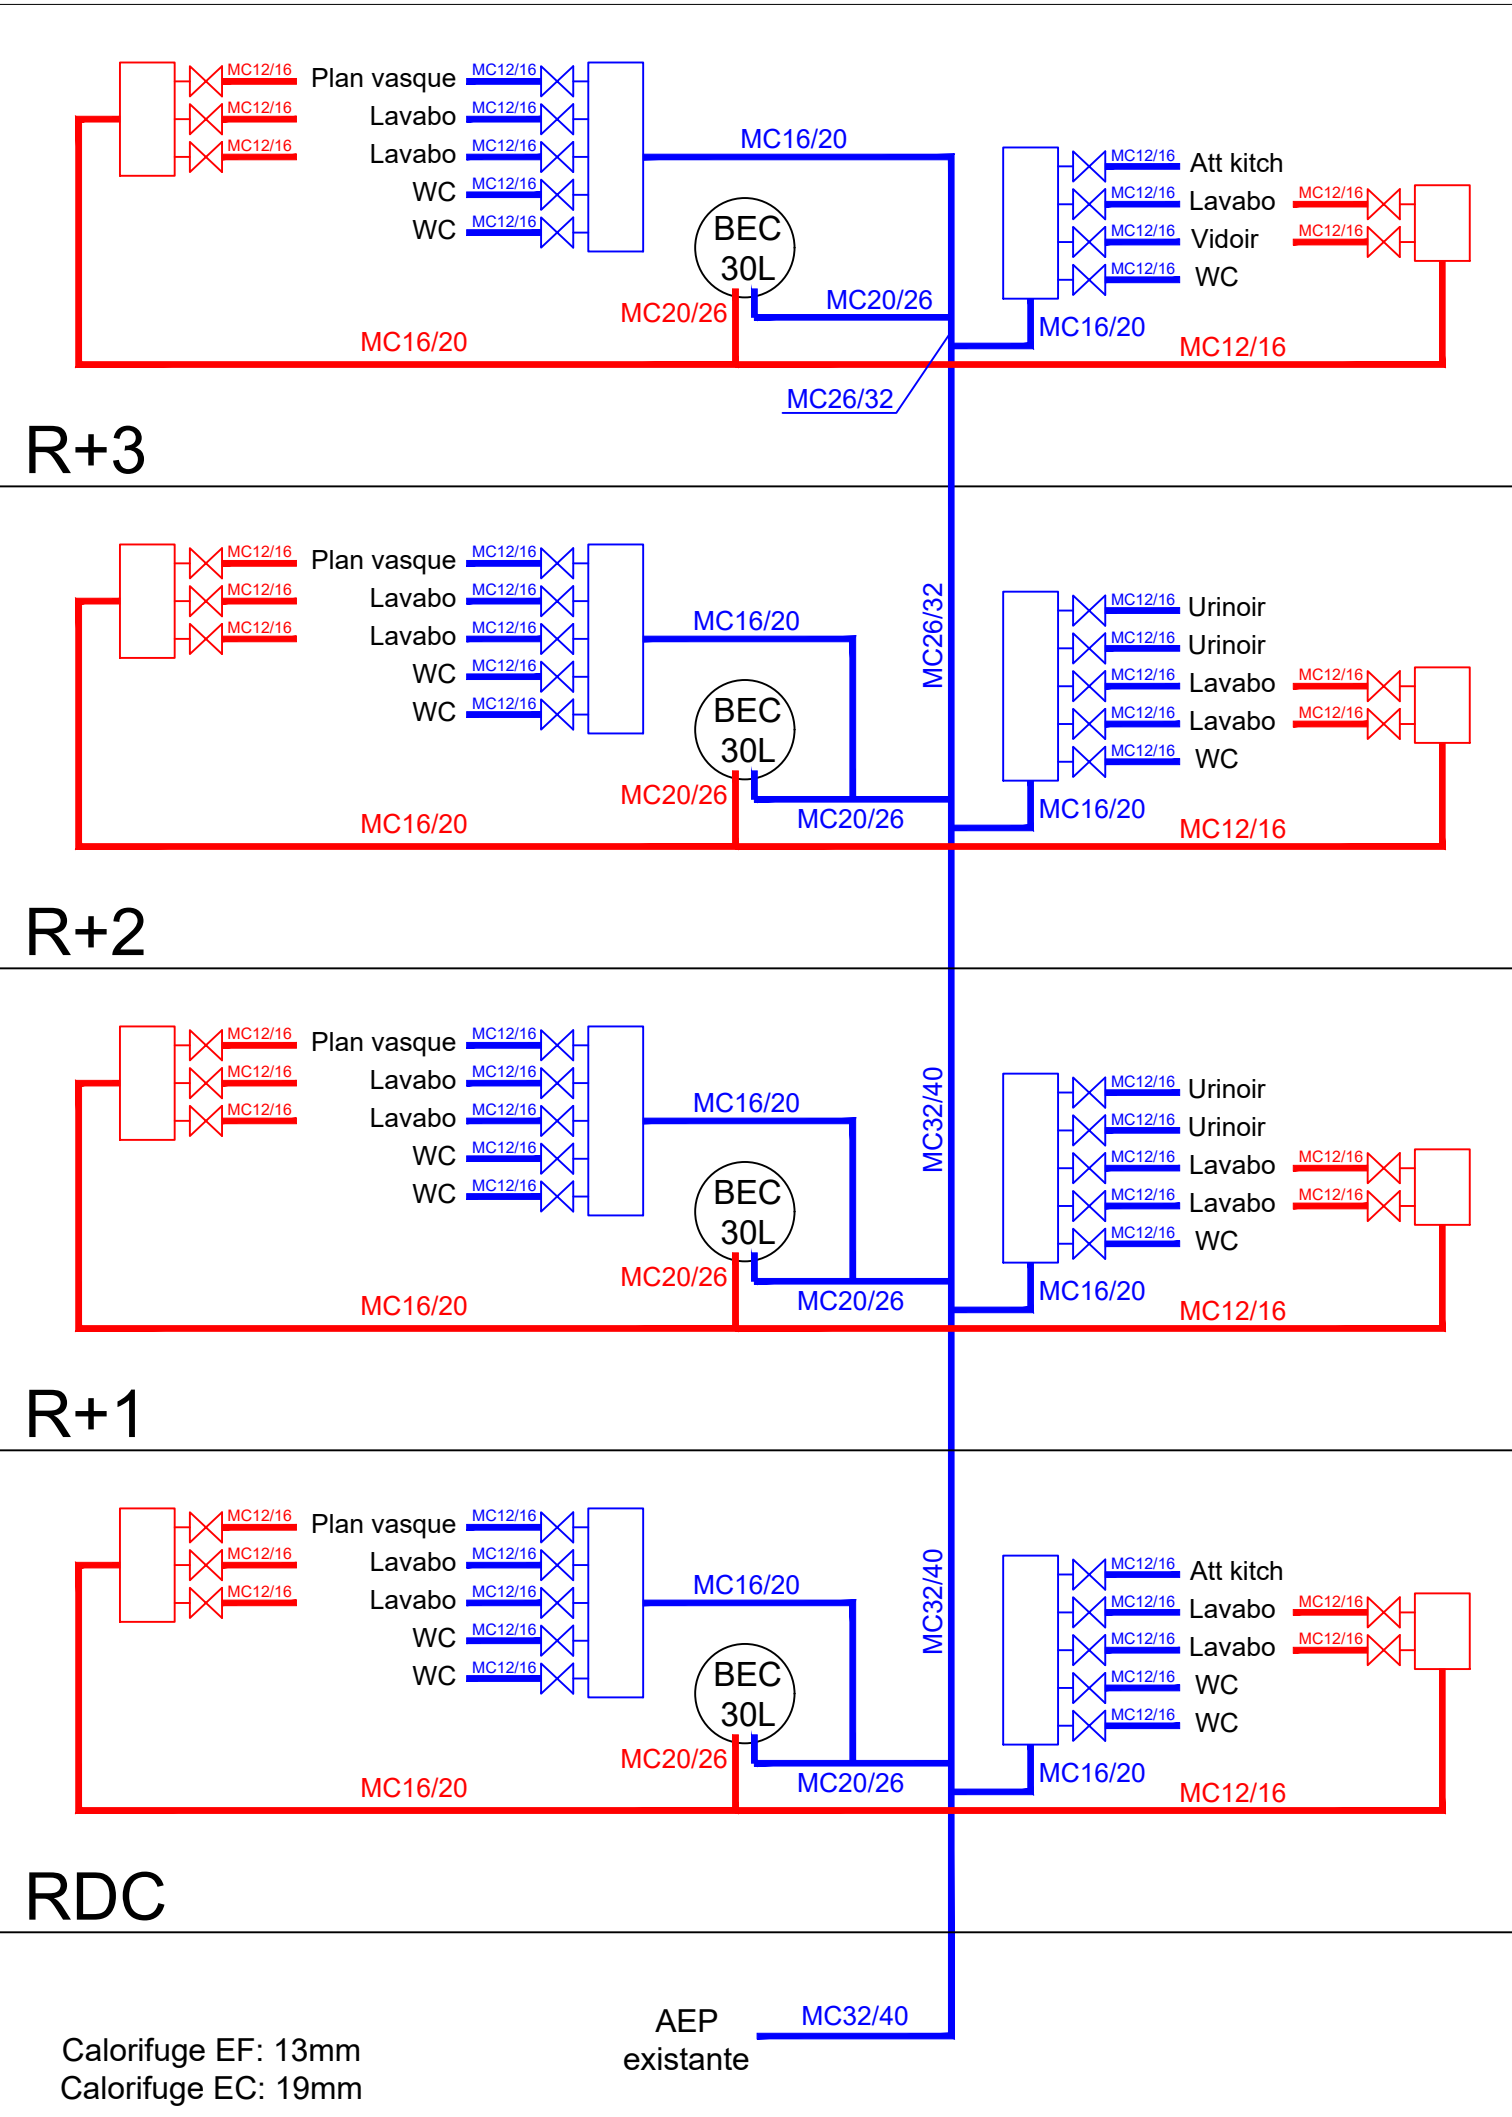 MC12/16 Plan vasque MC12/16
MC12/16 Lavabo MC12/16
MC12/16 Lavabo MC12/16
WC MC12/16
WC MC12/16
MC16/20
BEC
30L
MC20/26
MC20/26
MC12/16 Att kitch
MC12/16 Lavabo MC12/16
MC12/16 Vidoir MC12/16
MC12/16 WC
MC16/20
MC16/20
MC12/16
MC26/32
R+3
MC12/16 Plan vasque MC12/16
MC12/16 Lavabo MC12/16
MC12/16 Lavabo MC12/16
WC MC12/16
WC MC12/16
MC16/20
BEC
30L
MC20/26
MC20/26
MC26/32
MC12/16 Urinoir
MC12/16 Urinoir
MC12/16 Lavabo MC12/16
MC12/16 Lavabo MC12/16
MC12/16 WC
MC16/20
MC16/20
MC12/16
R+2
MC12/16 Plan vasque MC12/16
MC12/16 Lavabo MC12/16
MC12/16 Lavabo MC12/16
WC MC12/16
WC MC12/16
MC16/20
BEC
30L
MC20/26
MC20/26
MC32/40
MC12/16 Urinoir
MC12/16 Urinoir
MC12/16 Lavabo MC12/16
MC12/16 Lavabo MC12/16
MC12/16 WC
MC16/20
MC16/20
MC12/16
R+1
MC12/16 Plan vasque MC12/16
MC12/16 Lavabo MC12/16
MC12/16 Lavabo MC12/16
WC MC12/16
WC MC12/16
MC16/20
BEC
30L
MC20/26
MC20/26
MC32/40
MC12/16 Att kitch
MC12/16 Lavabo MC12/16
MC12/16 Lavabo MC12/16
MC12/16 WC
MC12/16 WC
MC16/20
MC16/20
MC12/16
RDC
AEP
existante
MC32/40
Calorifuge EF: 13mm
Calorifuge EC: 19mm